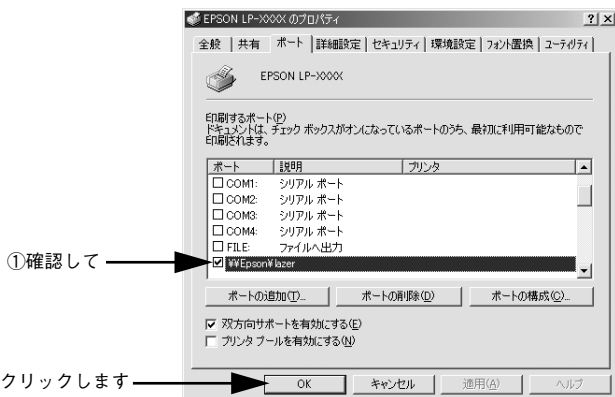 EPSON LP-XXXX のプロパティ
全般 共有 ポート 詳細設定 セキュリティ 環境設定 フォント置換 ユーティリティ
EPSON LP-XXXX
印刷するポート(P)
ドキュメントは、チェック ボックスがオンになっているポートのうち、最初に利用可能なもので
印刷されます。
ポート 説明 プリンタ
COM1: シリアル ポート
COM2: シリアル ポート
COM3: シリアル ポート
COM4: シリアル ポート
FILE: ファイルへ出力
①確認して
¥¥Epson¥lazer
ポートの追加(T)... ポートの削除(D) ポートの構成(C)...
双方向サポートを有効にする(E)
プリンタ プールを有効にする(N)
クリックします
OK キャンセル 適用(A) ヘルプ